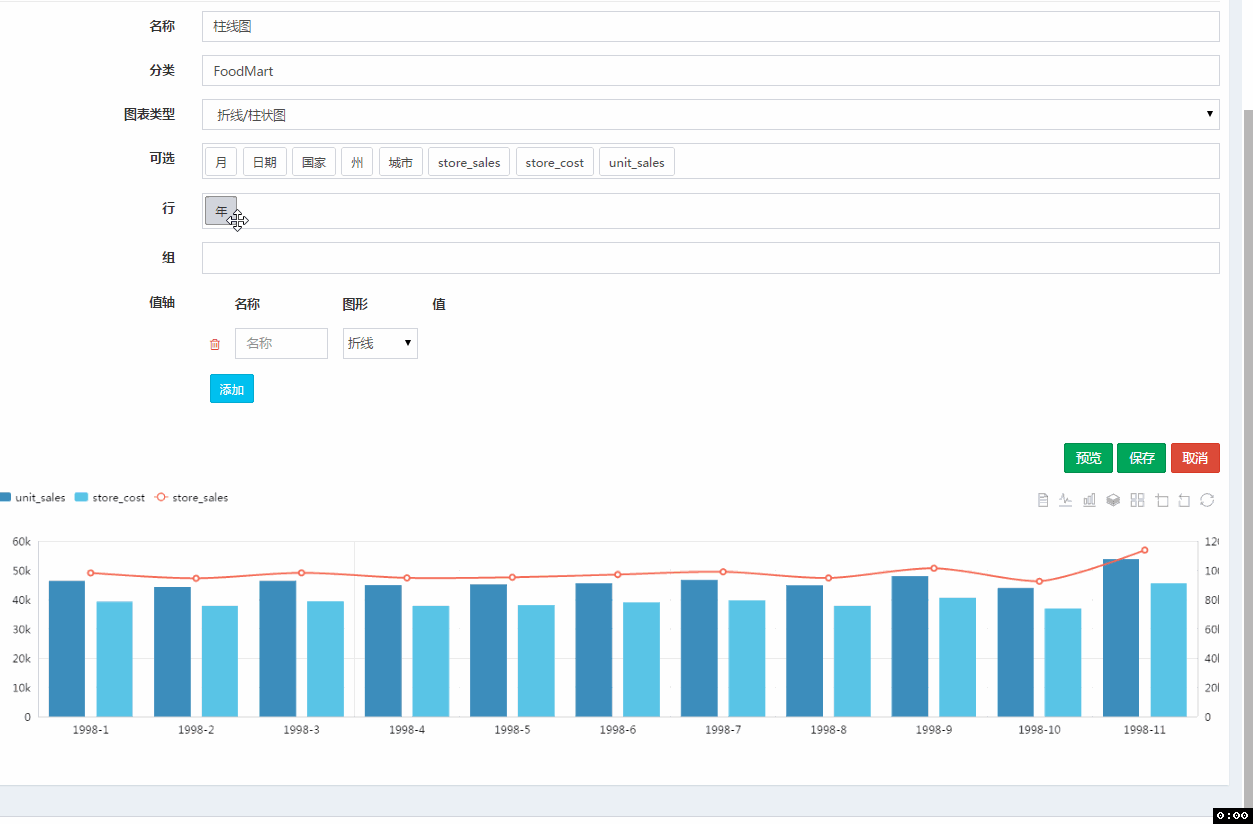 名称 柱线图
分类 FoodMart
图表类型 折线/柱状图
可选 月 日期 国家 州 城市 store_sales store_cost unit_sales
行 年
组
值轴 名称 图形 值
名称 折线
添加
预览 保存 取消
unit_sales store_cost store_sales
60k 120
50k 100
40k 80
30k 60
20k 40
10k 20
0 0
1998-1 1998-2 1998-3 1998-4 1998-5 1998-6 1998-7 1998-8 1998-9 1998-10 1998-11
0:00